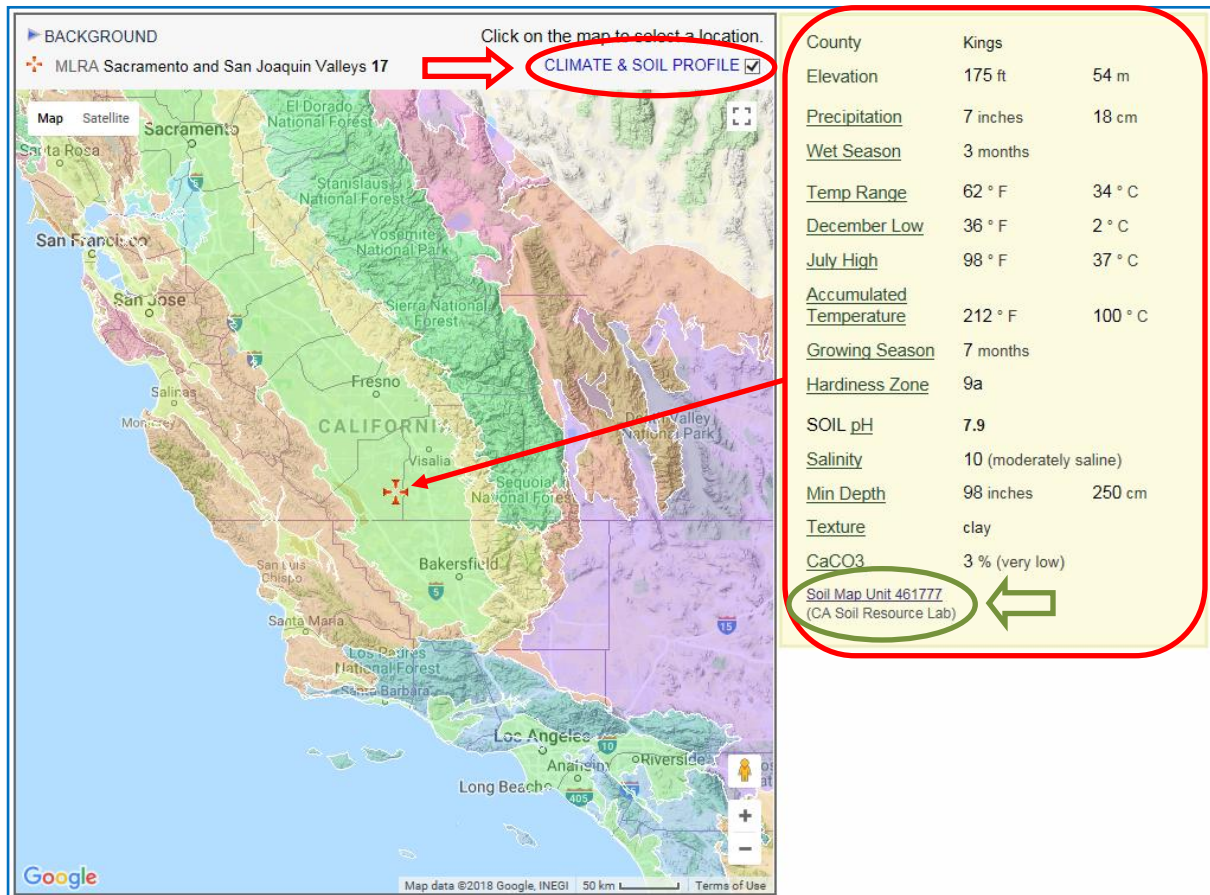 BACKGROUND
Click on the map to select a location.
MLRA Sacramento and San Joaquin Valleys 17
CLIMATE & SOIL PROFILE
Map Satellite
El Dorado
National Forest
Sacramento
Santa Rosa
Stanislaus
National Forest
Yosemite
National Park
San Francisco
San Jose
Sierra National
Forest
Fresno
Salinas
Monterey
CALIFORNIA
Death Valley
National Park
Visalia
Sequoia
National Forest
Bakersfield
San Luis
Obispo
5
Santa Maria
15
Los Padres
National Forest
Santa Barbara
Los Angeles
10
Anaheim
Riverside
Long Beach
405
15
Google
Map data ©2018 Google, INEGI 50 km Terms of Use
County Kings
Elevation 175 ft 54 m
Precipitation 7 inches 18 cm
Wet Season 3 months
Temp Range 62 ° F 34 ° C
December Low 36 ° F 2 ° C
July High 98 ° F 37 ° C
Accumulated
Temperature 212 ° F 100 ° C
Growing Season 7 months
Hardiness Zone 9a
SOIL pH 7.9
Salinity 10 (moderately saline)
Min Depth 98 inches 250 cm
Texture clay
CaCO3 3 % (very low)
Soil Map Unit 461777
(CA Soil Resource Lab)